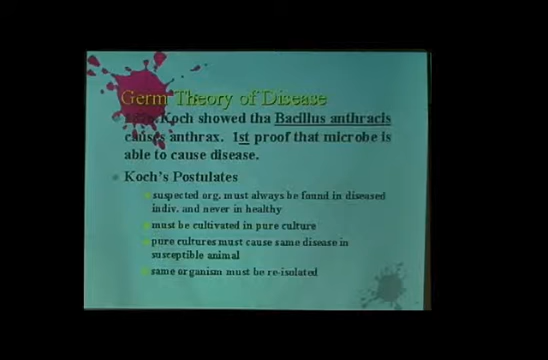 Germ Theory of Disease
Koch showed tha Bacillus anthracis
causes anthrax. 1st proof that microbe is
able to cause disease.
Koch's Postulates
suspected org. must always be found in diseased
indiv. and never in healthy
must be cultivated in pure culture
pure cultures must cause same disease in
susceptible animal
same organism must be re-isolated